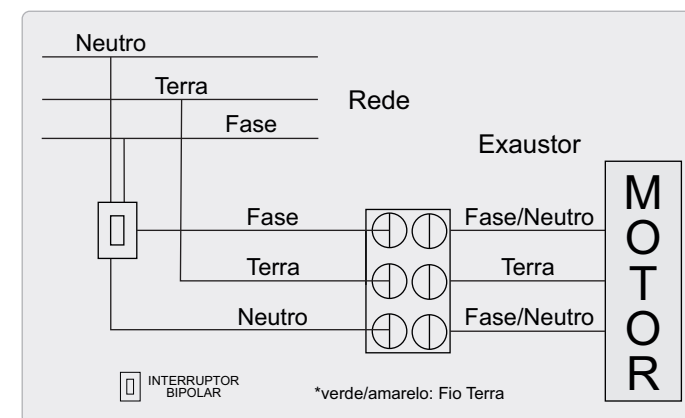 Neutro
Terra
Rede
Fase
Exaustor
Fase
Fase/Neutro
Terra
Terra
Neutro
Fase/Neutro
M
O
T
O
R
INTERRUPTOR
BIPOLAR
*verde/amarelo: Fio Terra